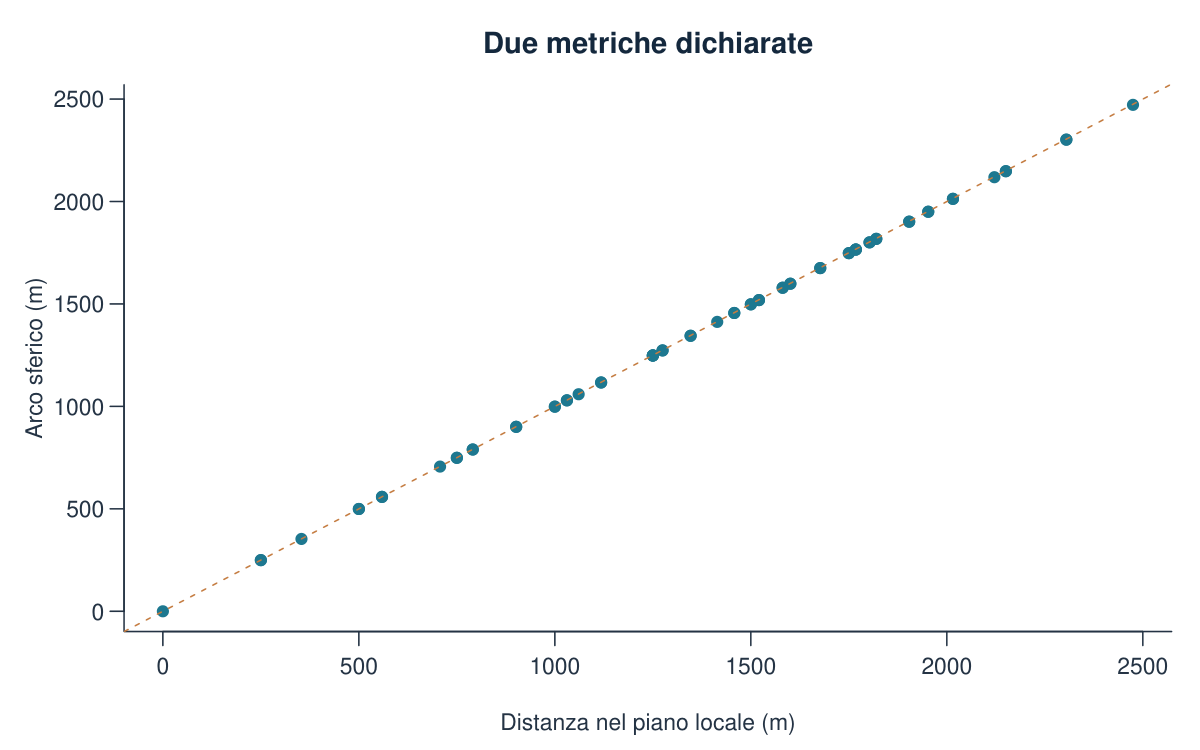 Due metriche dichiarate
Arco sferico (m)
2500
2000
1500
1000
500
0
0 500 1000 1500 2000 2500
Distanza nel piano locale (m)